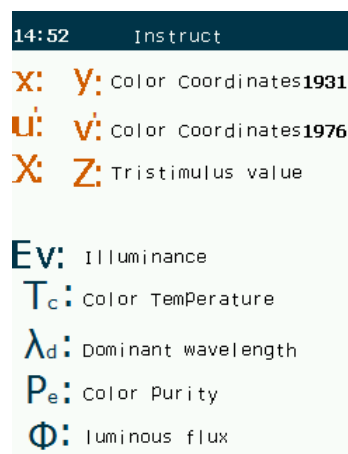 14:52 Instruct
x: y: Color Coordinates1931
u': v': Color Coordinates1976
X: Z: Tristimulus value
Ev: Illuminance
Tc: Color TemPerature
λd: Dominant wavelength
Pe: Color Purity
Φ: luminous flux